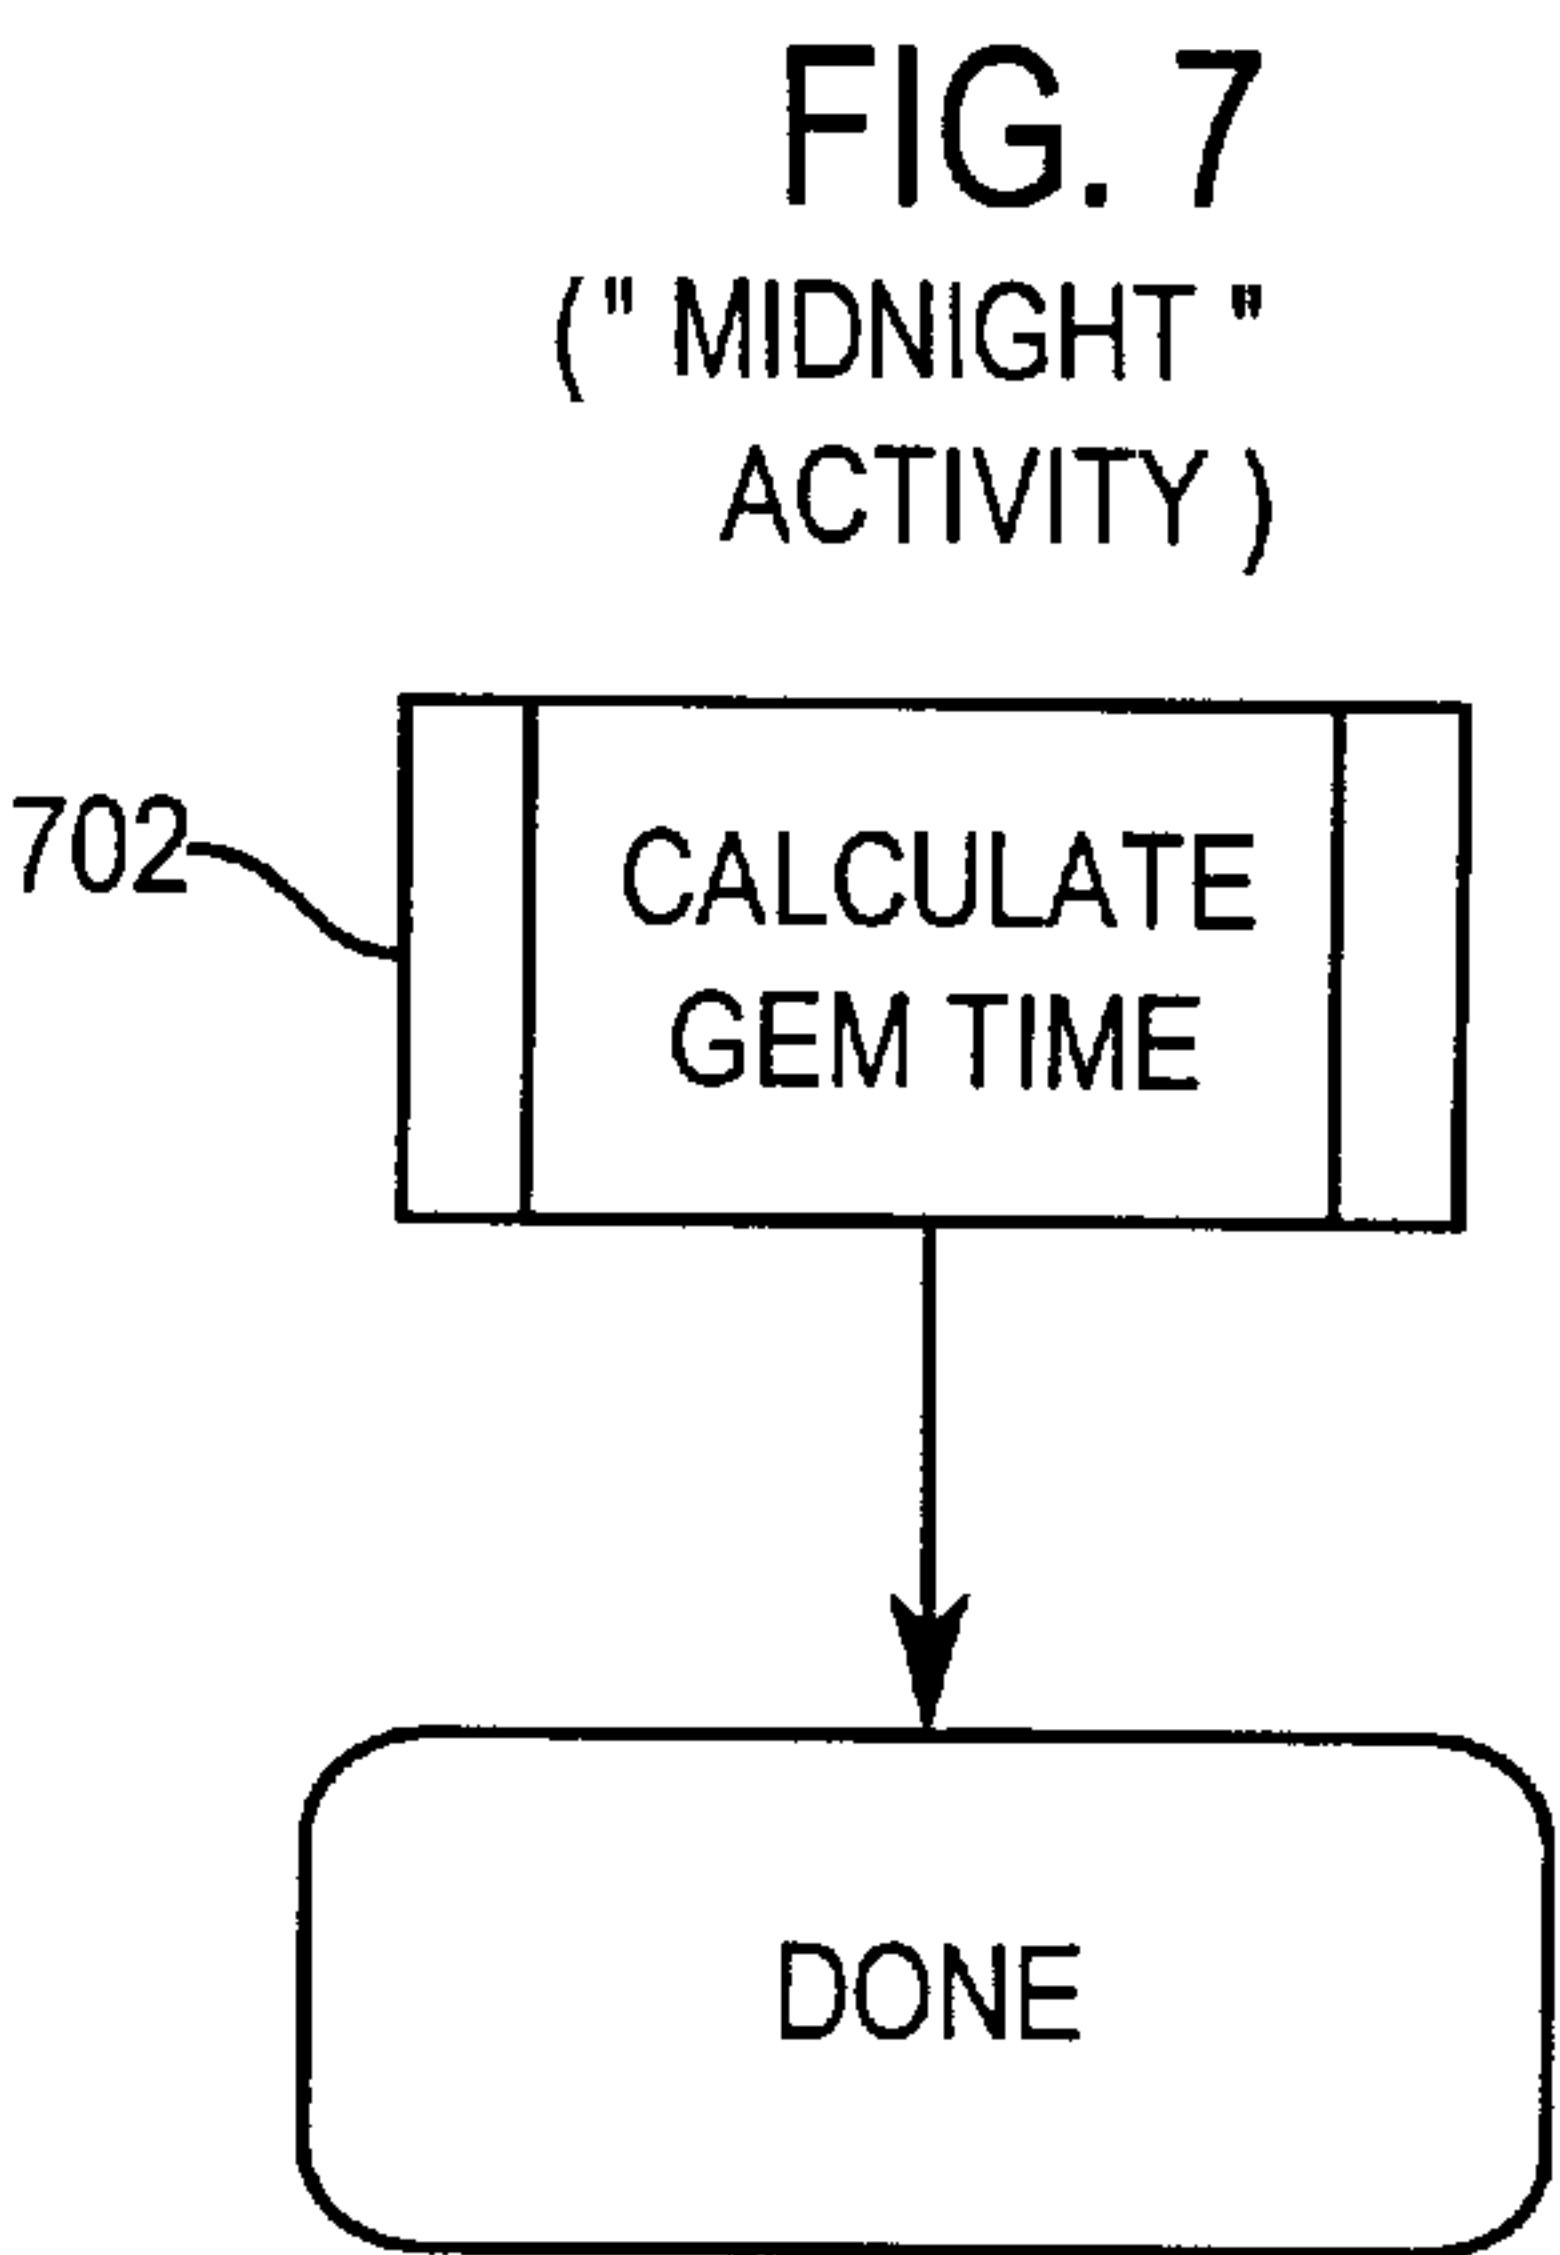 FIG. 7
(" MIDNIGHT "
ACTIVITY )
702
CALCULATE
GEM TIME
DONE